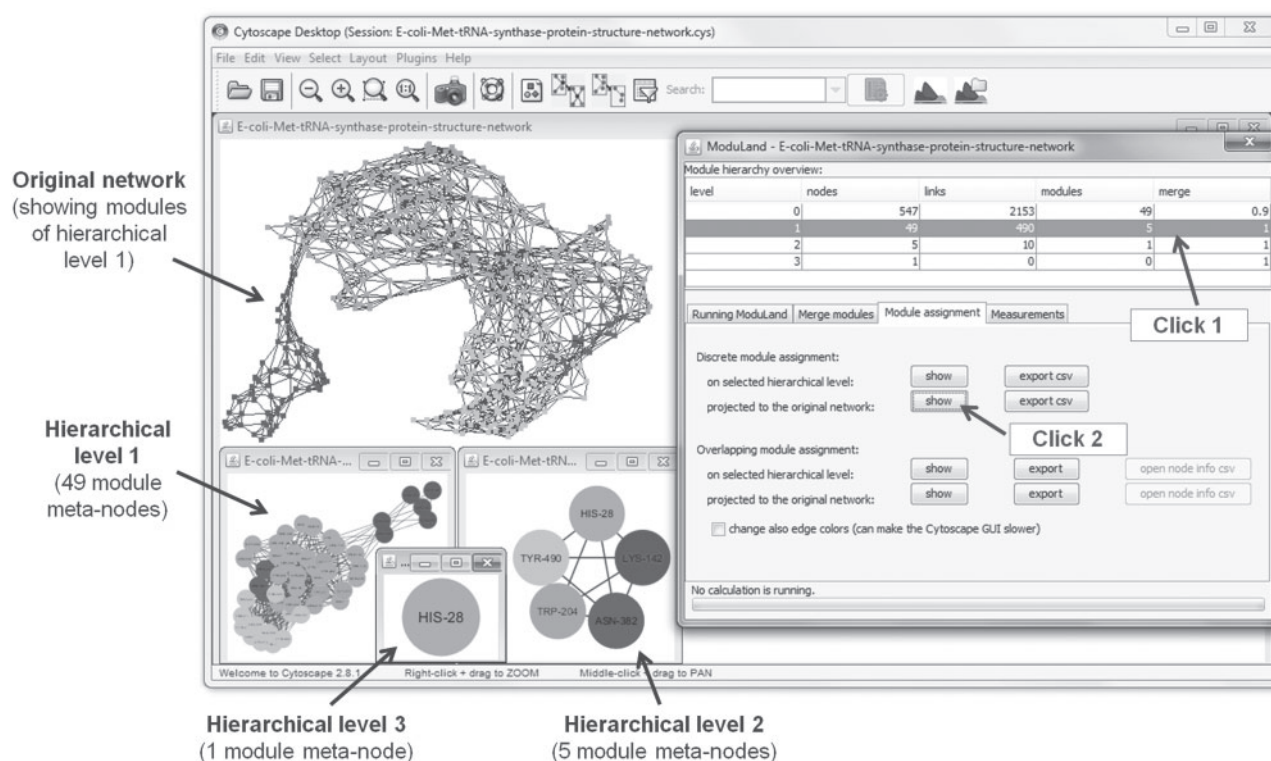 Cytoscape Desktop (Session: E-coli-Met-tRNA-synthase-protein-structure-network.cys)
File Edit View Select Layout Plugins Help
Search:
E-coli-Met-tRNA-synthase-protein-structure-network
Original network
(showing modules
of hierarchical
level 1)
ModuLand - E-coli-Met-tRNA-synthase-protein-structure-network
Module hierarchy overview:
level nodes links modules merge
0 547 2153 49 0.9
1 49 490 5 1
2 5 10 1 1
3 1 0 0 1
Click 1
Running ModuLand Merge modules Module assignment Measurements
Discrete module assignment:
on selected hierarchical level: show export csv
projected to the original network: show export csv
Click 2
Overlapping module assignment:
on selected hierarchical level: show export open node info csv
projected to the original network: show export open node info csv
change also edge colors (can make the Cytoscape GUI slower)
No calculation is running.
Hierarchical
level 1
(49 module
meta-nodes)
E-coli-Met-tRNA-...
E-coli-Met-tRN...
HIS-28
TYR-490
LYS-142
TRP-204
ASN-382
...
HIS-28
Welcome to Cytoscape 2.8.1 Right-click + drag to ZOOM Middle-click + drag to PAN
Hierarchical level 3
(1 module meta-node)
Hierarchical level 2
(5 module meta-nodes)